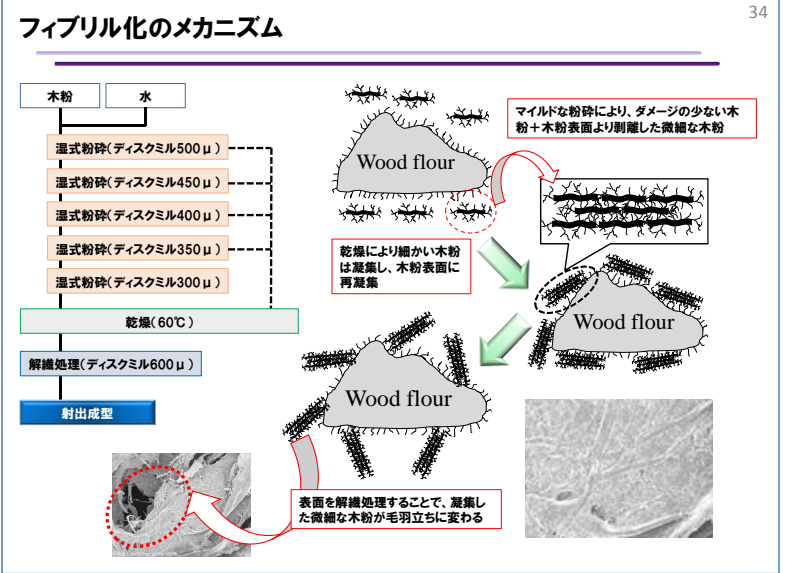 34
フィブリル化のメカニズム
木粉
水
湿式粉砕(ディスクミル500μ)
湿式粉砕(ディスクミル450μ)
湿式粉砕(ディスクミル400μ)
湿式粉砕(ディスクミル350μ)
湿式粉砕(ディスクミル300μ)
乾燥(60℃)
解繊処理(ディスクミル600μ)
射出成型
Wood flour
マイルドな粉砕により、ダメージの少ない木
粉+木粉表面より剥離した微細な木粉
乾燥により細かい木粉
は凝集し、木粉表面に
再凝集
Wood flour
Wood flour
表面を解繊処理することで、凝集し
た微細な木粉が毛羽立ちに変わる